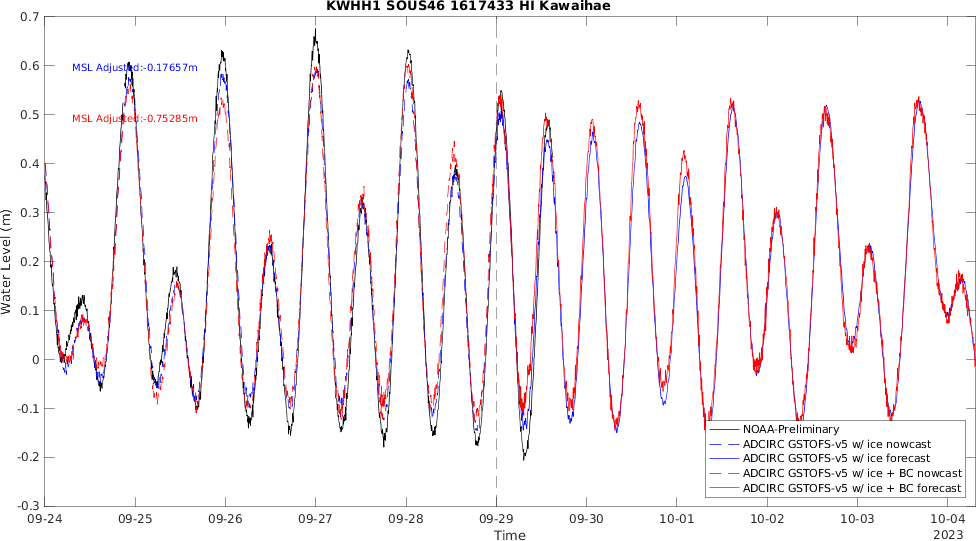 KWHH1 SOUS46 1617433 HI Kawaihae
0.7
0.6
0.5
0.4
0.3
0.2
0.1
0
-0.1
-0.2
-0.3
Water Level (m)
MSL Adjusted:-0.17657m
MSL Adjusted:-0.75285m
NOAA-Preliminary
ADCIRC GSTOFS-v5 w/ ice nowcast
ADCIRC GSTOFS-v5 w/ ice forecast
ADCIRC GSTOFS-v5 w/ ice + BC nowcast
ADCIRC GSTOFS-v5 w/ ice + BC forecast
09-24 09-25 09-26 09-27 09-28 09-29 09-30 10-01 10-02 10-03 10-04
Time
2023